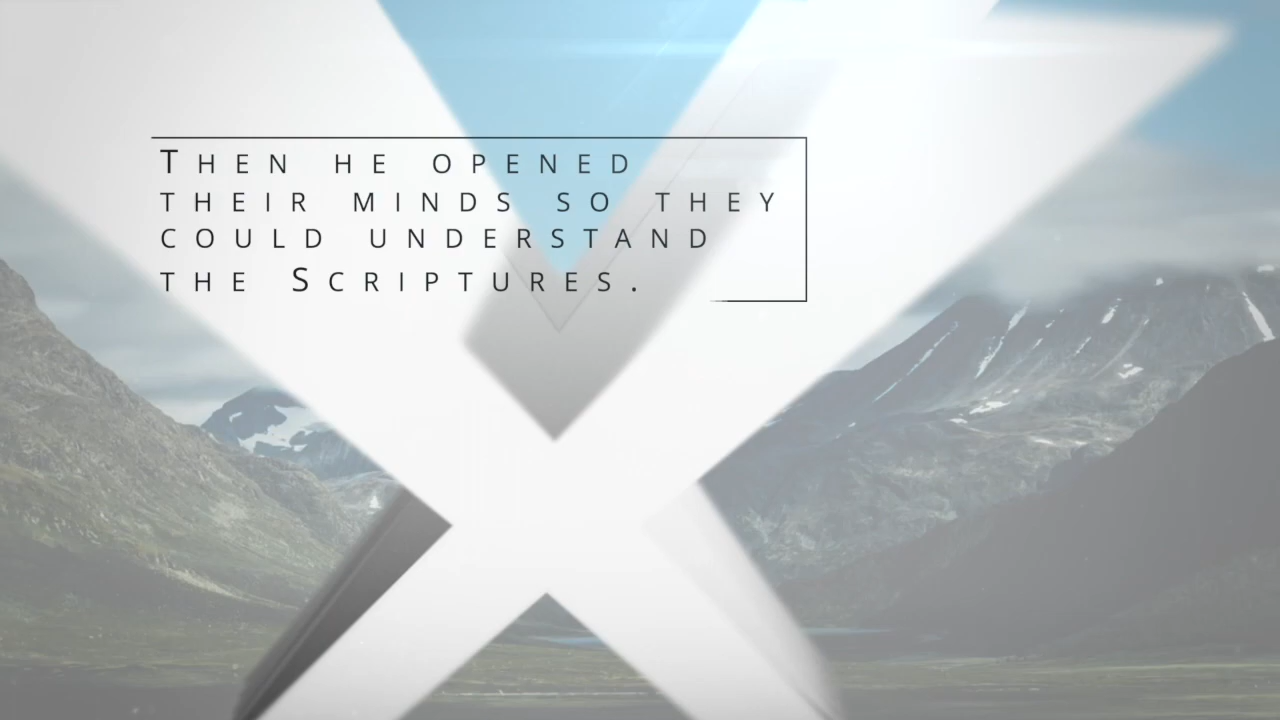 Then he opened
their minds so they
could understand
the Scriptures.